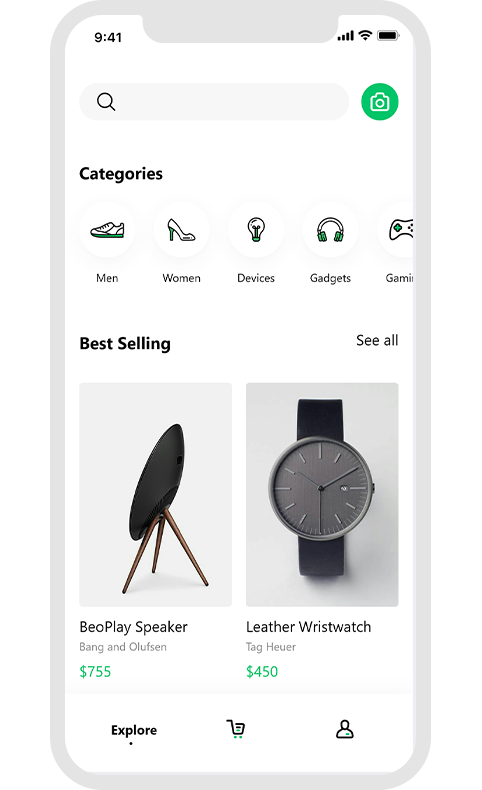 9:41
Categories
Men Women Devices Gadgets Gamin
Best Selling See all
BeoPlay Speaker Leather Wristwatch
Bang and Olufsen Tag Heuer
$755 $450
Explore